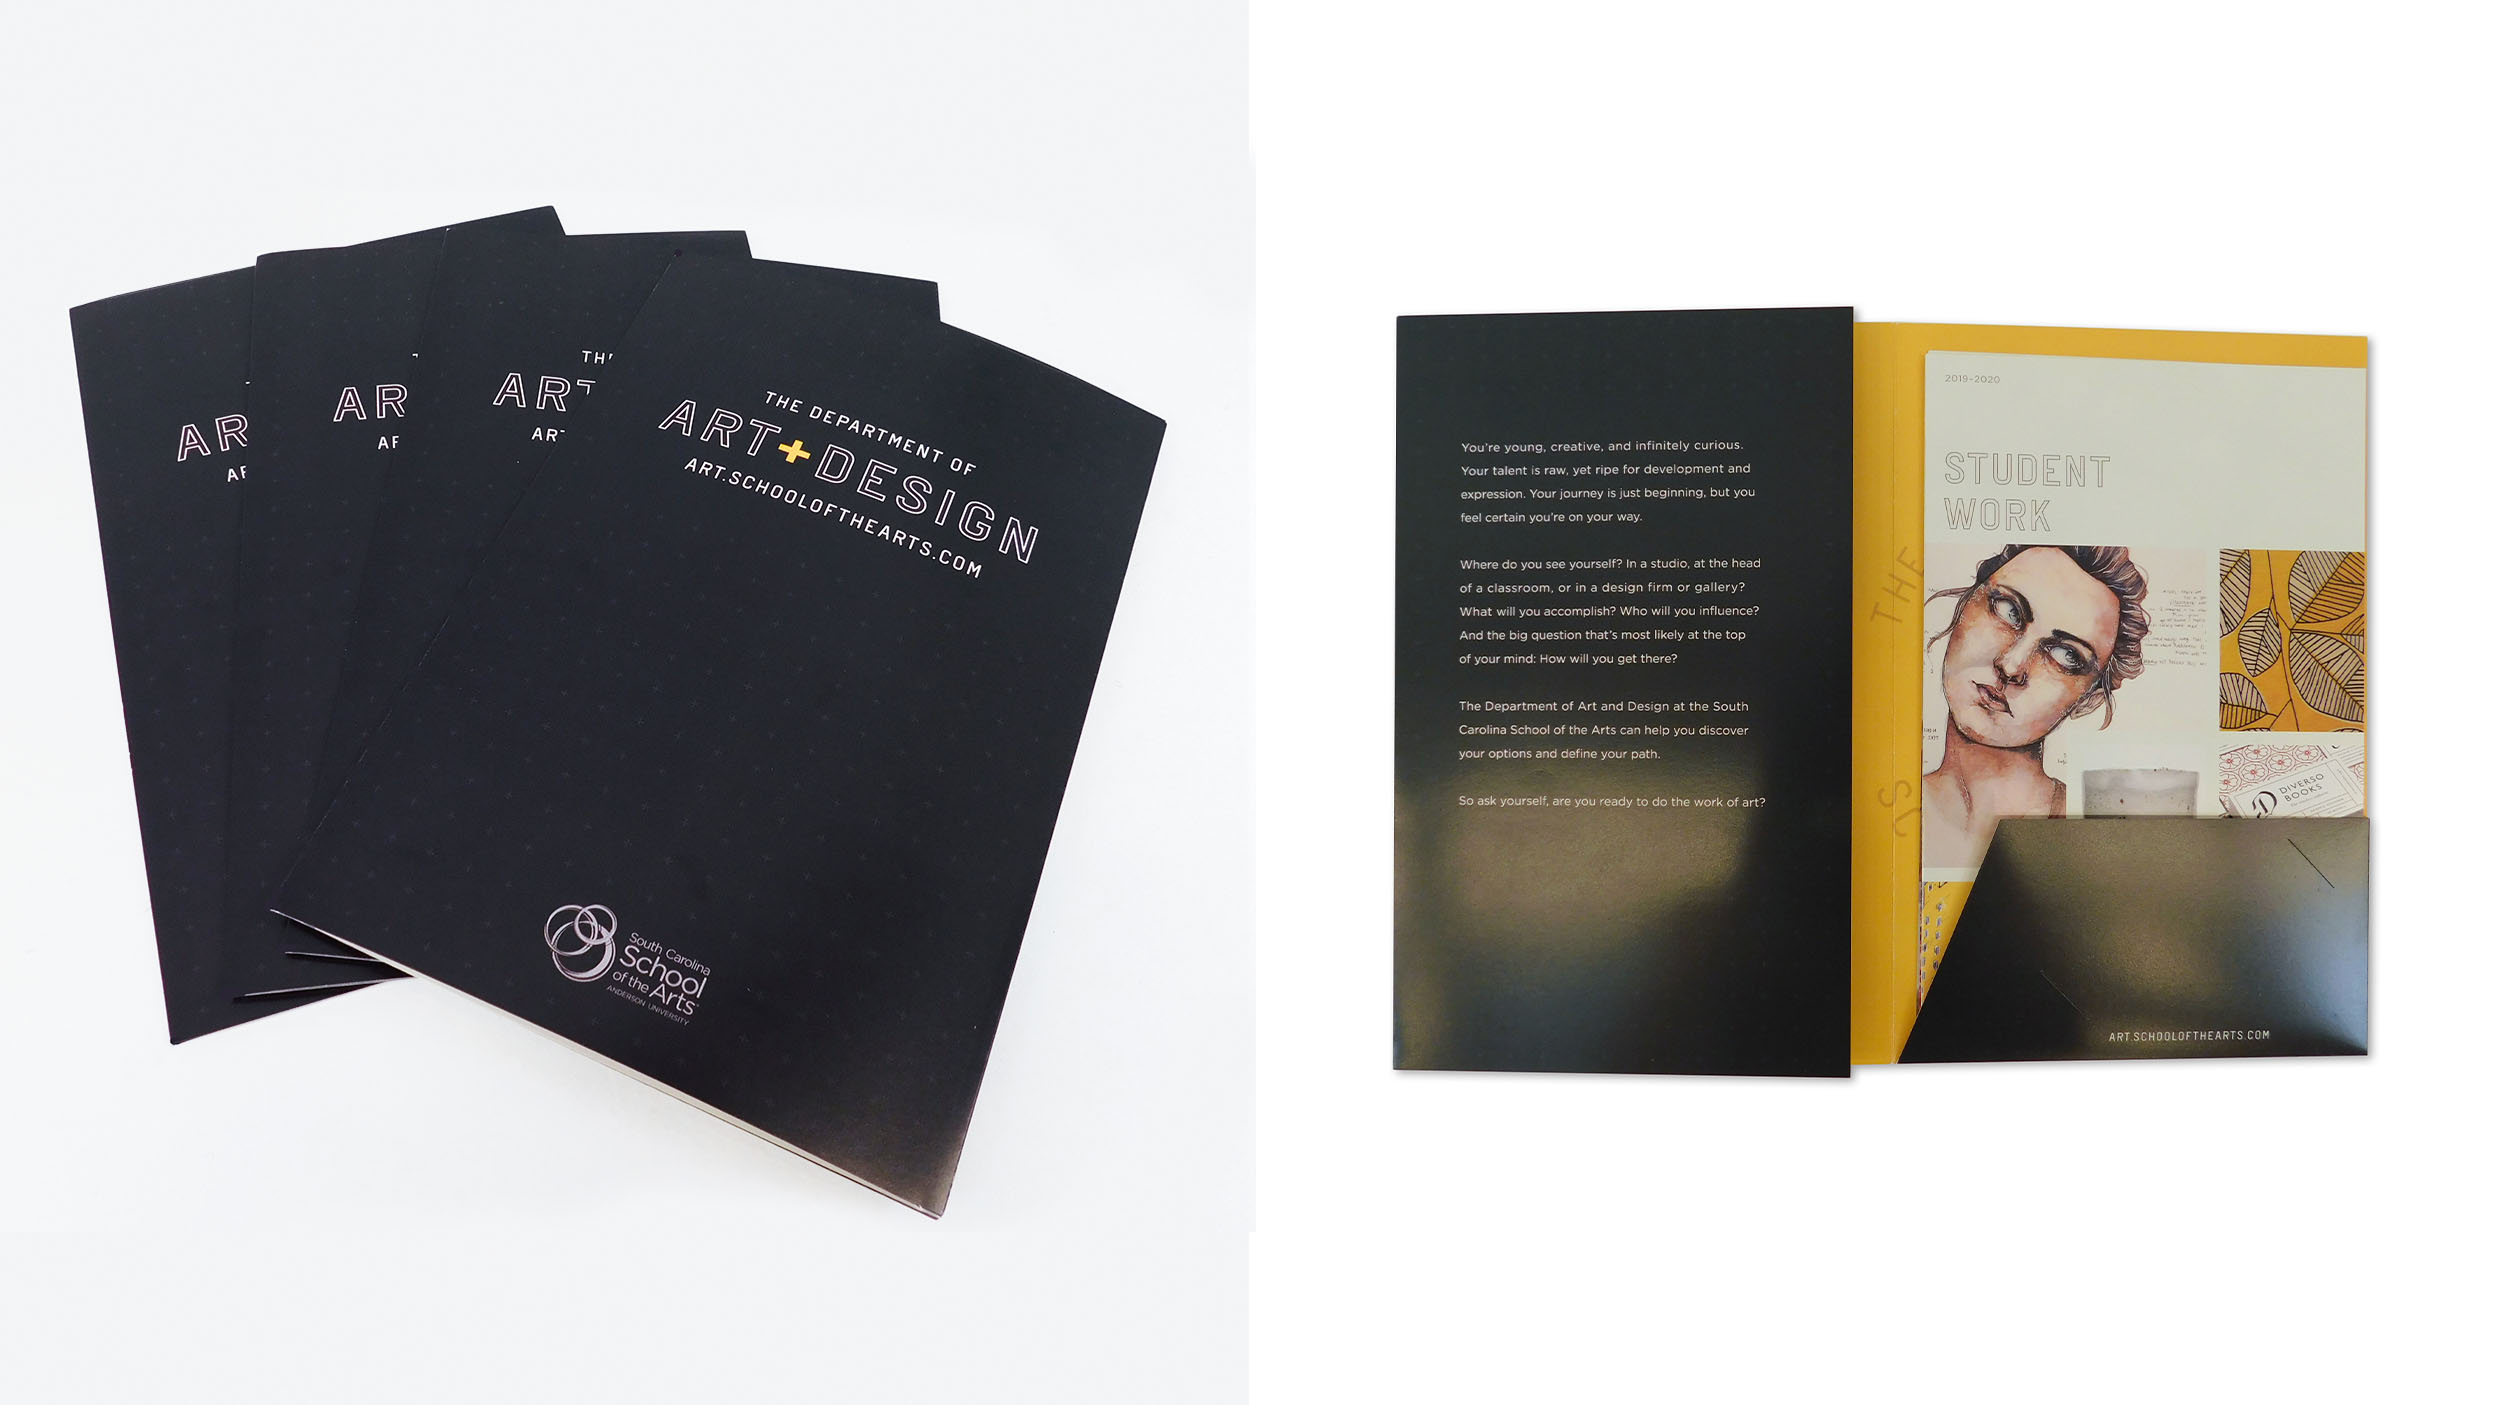 AR
AR
ART
AR
THE DEPARTMENT OF
ART+DESIGN
ART.SCHOOLOFTHEARTS.COM
South Carolina
School
of the Arts
ANDERSON UNIVERSITY
You're young, creative, and infinitely curious.
Your talent is raw, yet ripe for development and
expression. Your journey is just beginning, but you
feel certain you're on your way.
Where do you see yourself? In a studio, at the head
of a classroom, or in a design firm or gallery?
What will you accomplish? Who will you influence?
And the big question that's most likely at the top
of your mind: How will you get there?
The Department of Art and Design at the South
Carolina School of the Arts can help you discover
your options and define your path.
So ask yourself, are you ready to do the work of art?
THE
2019-2020
STUDENT
WORK
DIVERSO
BOOKS
ART.SCHOOLOFTHEARTS.COM